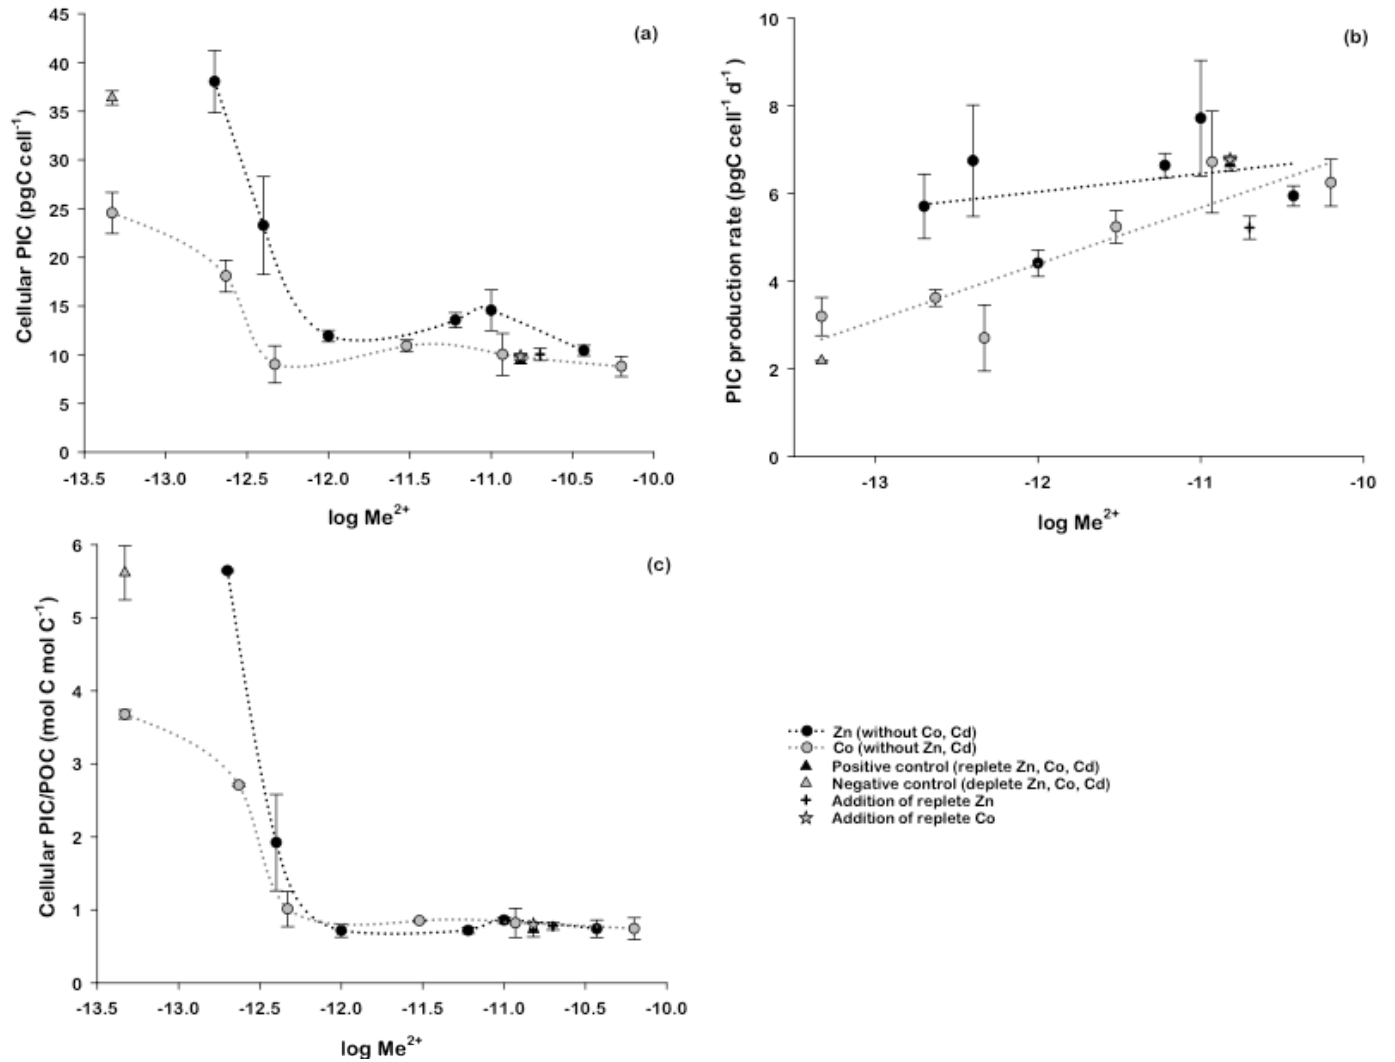 (a)
Cellular PIC (pgC cell⁻¹)
45
40
35
30
25
20
15
10
5
0
-13.5 -13.0 -12.5 -12.0 -11.5 -11.0 -10.5 -10.0
log Me²⁺
(b)
PIC production rate (pgC cell⁻¹ d⁻¹)
10
8
6
4
2
0
-13 -12 -11 -10
log Me²⁺
(c)
Cellular PIC/POC (mol C mol C⁻¹)
6
5
4
3
2
1
0
-13.5 -13.0 -12.5 -12.0 -11.5 -11.0 -10.5 -10.0
log Me²⁺
Zn (without Co, Cd)
Co (without Zn, Cd)
Positive control (replete Zn, Co, Cd)
Negative control (deplete Zn, Co, Cd)
Addition of replete Zn
Addition of replete Co